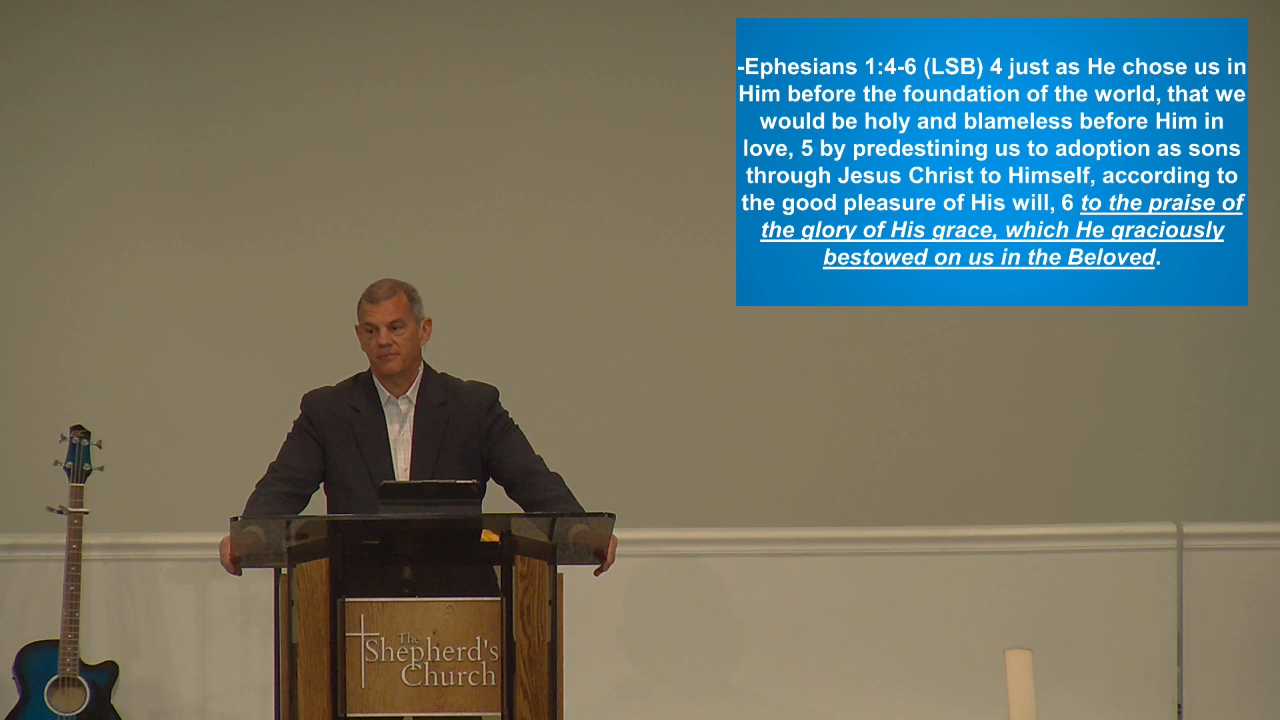 -Ephesians 1:4-6 (LSB) 4 just as He chose us in
Him before the foundation of the world, that we
would be holy and blameless before Him in
love, 5 by predestining us to adoption as sons
through Jesus Christ to Himself, according to
the good pleasure of His will, 6 to the praise of
the glory of His grace, which He graciously
bestowed on us in the Beloved.
The
Shepherd's
Church